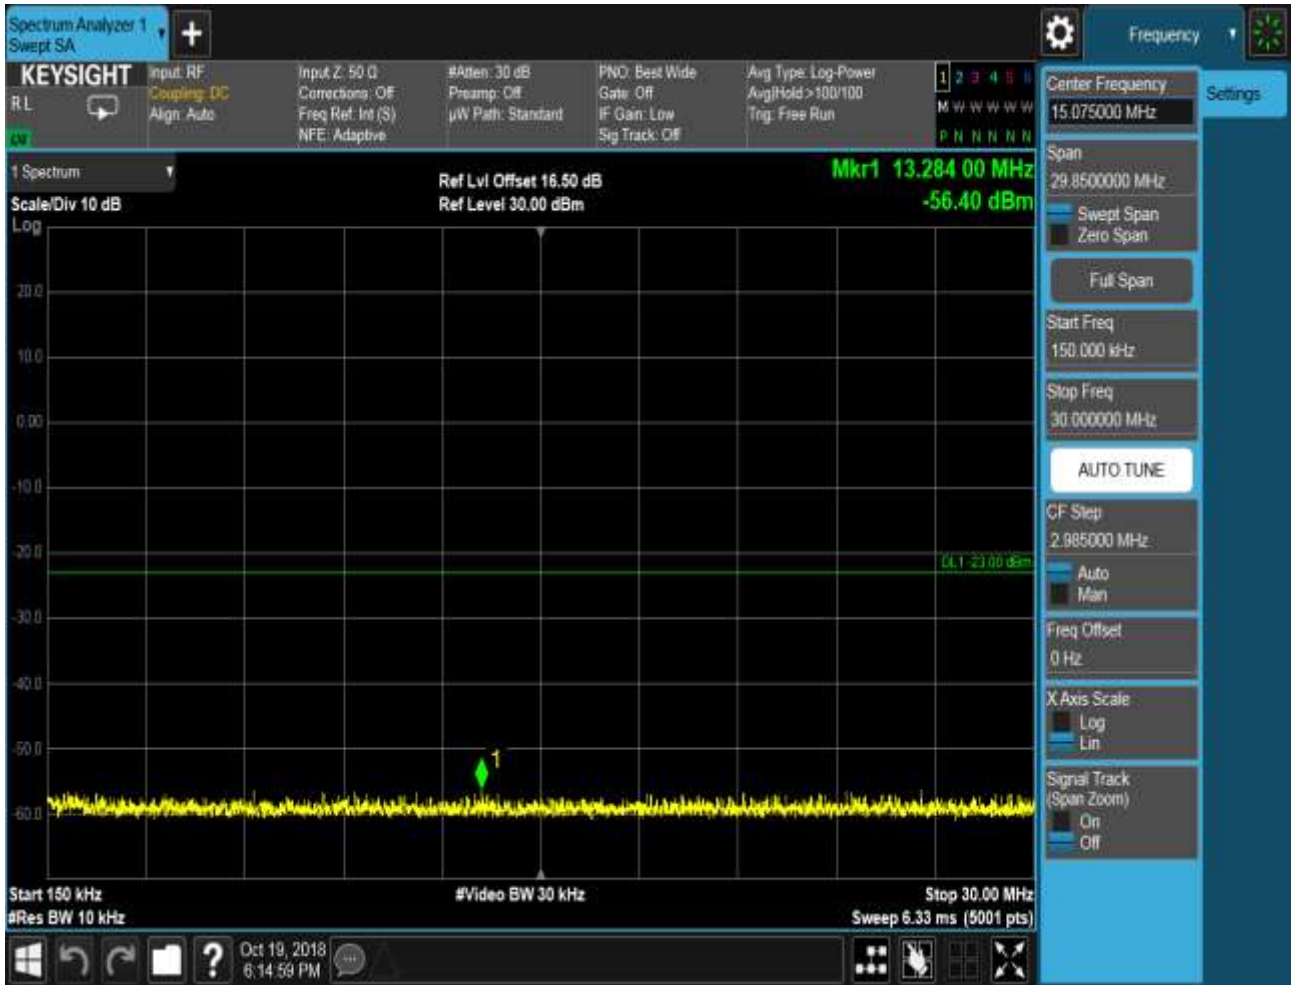 Spectrum Analyzer 1
Swept SA
+
Frequency
KEYSIGHT
RL
Input: RF
Coupling: DC
Align: Auto
Input Z: 50 Ω
Corrections: Off
Freq Ref: Int (S)
NFE: Adaptive
#Atten: 30 dB
Preamp: Off
µW Path: Standard
PNO: Best Wide
Gate: Off
IF Gain: Low
Sig Track: Off
Avg Type: Log-Power
Avg|Hold:>100/100
Trig: Free Run
1 2 3 4 5 6
M W W W W W
P N N N N N
1 Spectrum
Scale/Div 10 dB
Log
Ref Lvl Offset 16.50 dB
Ref Level 30.00 dBm
Mkr1 13.284 00 MHz
-56.40 dBm
20.0
10.0
0.00
-10.0
-20.0
-30.0
-40.0
-50.0
-60.0
DL1 -23.00 dBm
1
Start 150 kHz
#Video BW 30 kHz
Stop 30.00 MHz
#Res BW 10 kHz
Sweep 6.33 ms (5001 pts)
?
Oct 19, 2018
6:14:59 PM
Center Frequency
15.075000 MHz
Settings
Span
29.8500000 MHz
Swept Span
Zero Span
Full Span
Start Freq
150.000 kHz
Stop Freq
30.000000 MHz
AUTO TUNE
CF Step
2.985000 MHz
Auto
Man
Freq Offset
0 Hz
X Axis Scale
Log
Lin
Signal Track
(Span Zoom)
On
Off